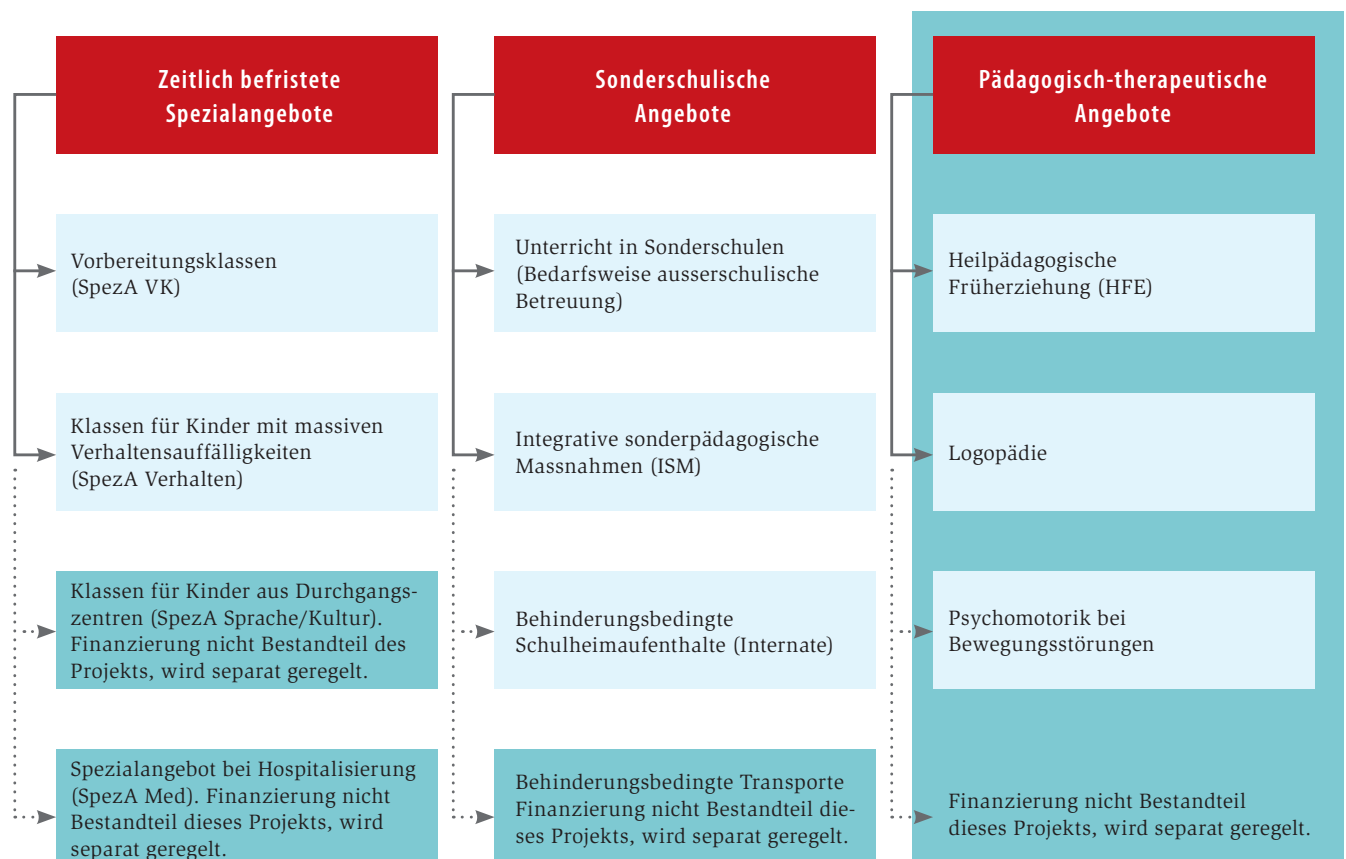 Zeitlich befristete
Spezialangebote
Vorbereitungsklassen
(SpezA VK)
Klassen für Kinder mit massiven
Verhaltensauffälligkeiten
(SpezA Verhalten)
Klassen für Kinder aus Durchgangs-
zentren (SpezA Sprache/Kultur).
Finanzierung nicht Bestandteil des
Projekts, wird separat geregelt.
Spezialangebot bei Hospitalisierung
(SpezA Med). Finanzierung nicht
Bestandteil dieses Projekts, wird
separat geregelt.
Sonderschulische
Angebote
Unterricht in Sonderschulen
(Bedarfsweise ausserschulische
Betreuung)
Integrative sonderpädagogische
Massnahmen (ISM)
Behinderungsbedingte
Schulheimaufenthalte (Internate)
Behinderungsbedingte Transporte
Finanzierung nicht Bestandteil die-
ses Projekts, wird separat geregelt.
Pädagogisch-therapeutische
Angebote
Heilpädagogische
Früherziehung (HFE)
Logopädie
Psychomotorik bei
Bewegungsstörungen
Finanzierung nicht Bestandteil
dieses Projekts, wird separat geregelt.